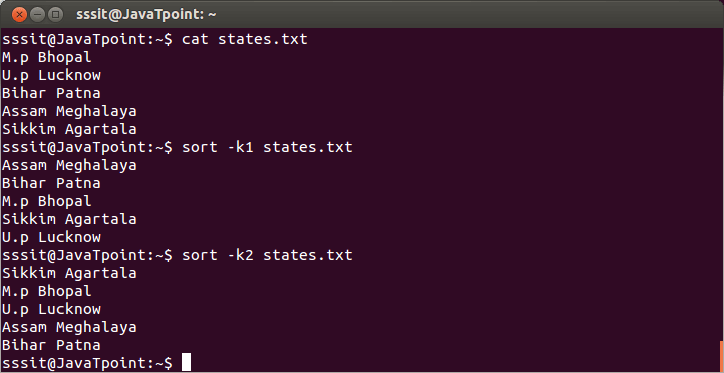 sssit@JavaTpoint: ~
sssit@JavaTpoint:~$ cat states.txt
M.p Bhopal
U.p Lucknow
Bihar Patna
Assam Meghalaya
Sikkim Agartala
sssit@JavaTpoint:~$ sort -k1 states.txt
Assam Meghalaya
Bihar Patna
M.p Bhopal
Sikkim Agartala
U.p Lucknow
sssit@JavaTpoint:~$ sort -k2 states.txt
Sikkim Agartala
M.p Bhopal
U.p Lucknow
Assam Meghalaya
Bihar Patna
sssit@JavaTpoint:~$